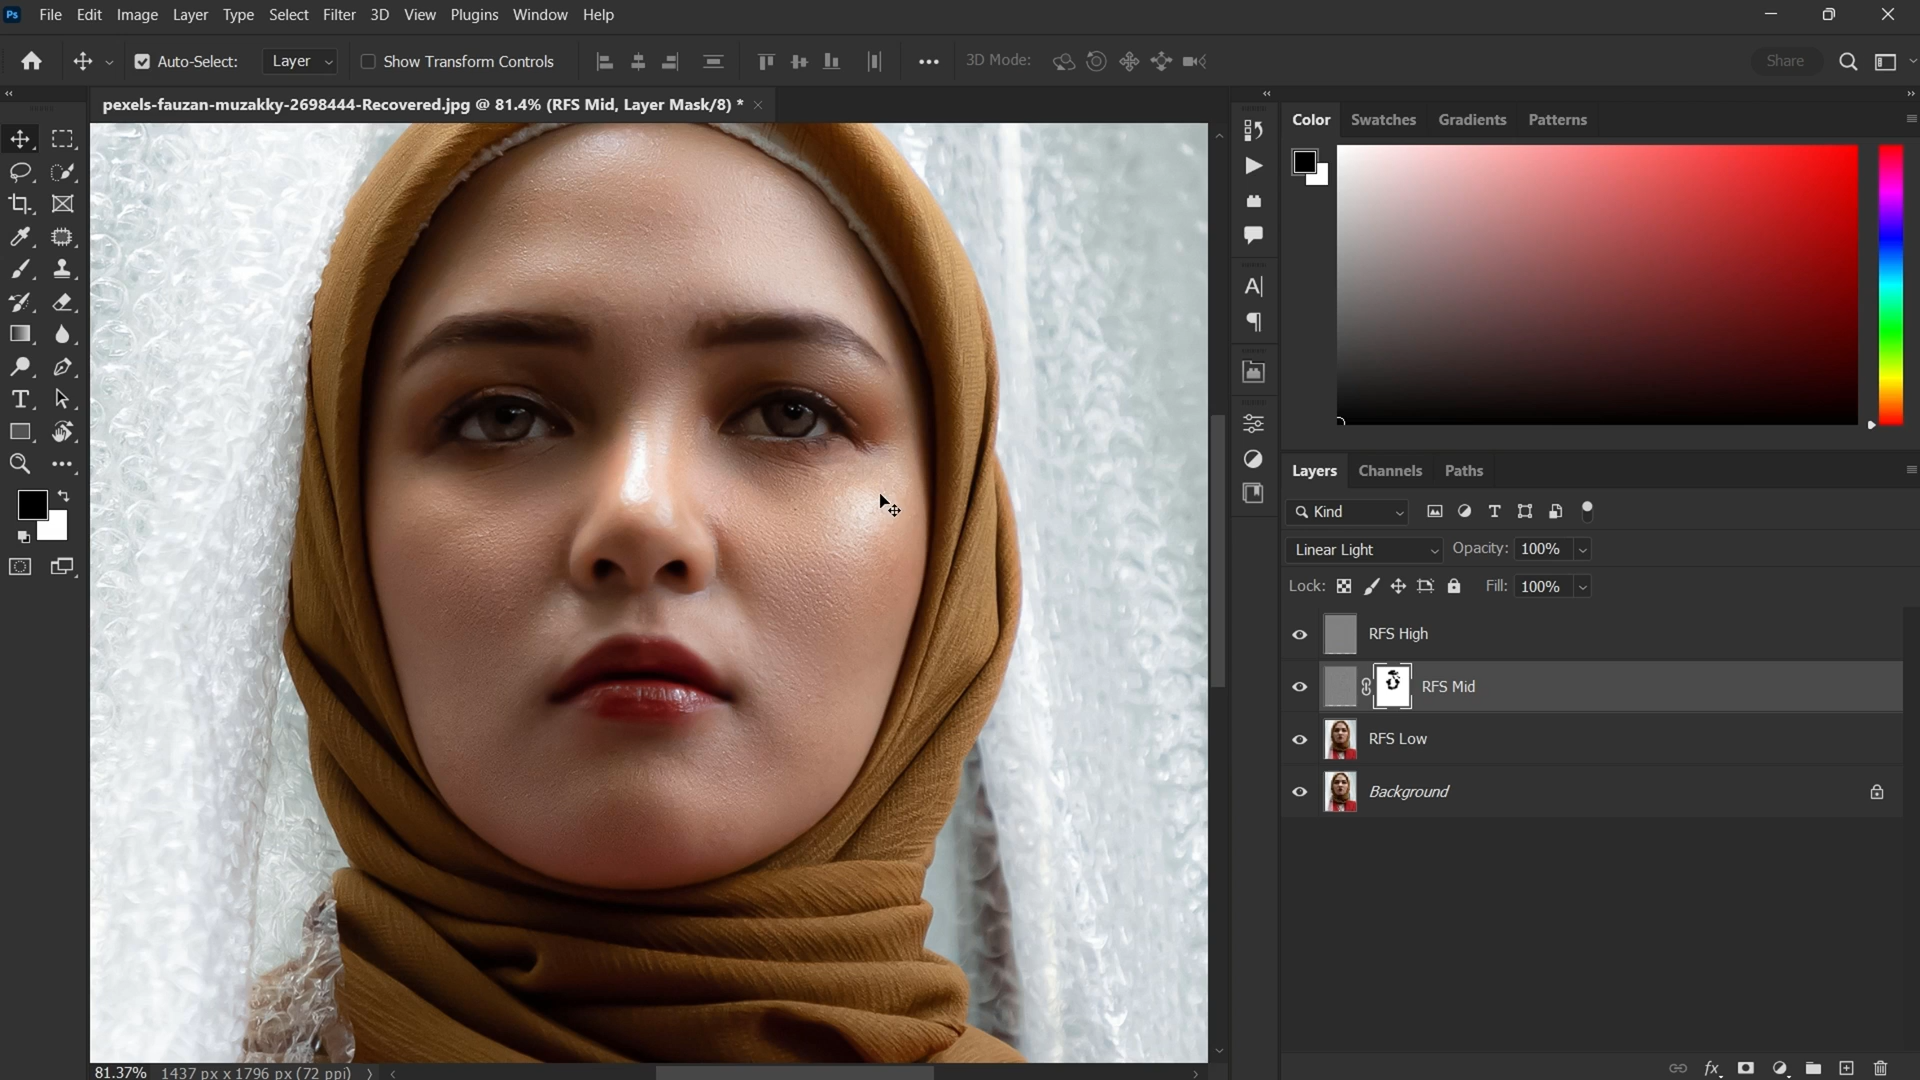 Ps File Edit Image Layer Type Select Filter 3D View Plugins Window Help
Auto-Select: Layer Show Transform Controls 3D Mode: Share
pexels-fauzan-muzakky-2698444-Recovered.jpg @ 81.4% (RFS Mid, Layer Mask/8) *
Color Swatches Gradients Patterns
Layers Channels Paths
Kind
Linear Light Opacity: 100%
Lock: Fill: 100%
RFS High
RFS Mid
RFS Low
Background
81.37% 1437 px x 1796 px (72 ppi)